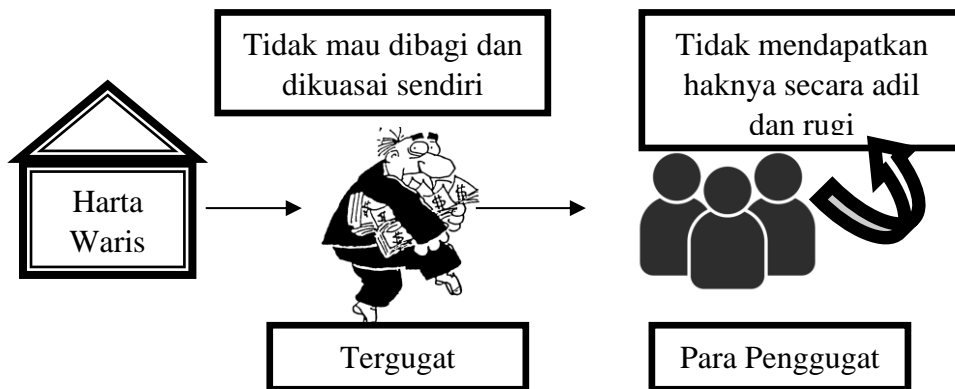 Tidak mau dibagi dan
dikuasai sendiri
Tidak mendapatkan
haknya secara adil
dan rugi
Harta
Waris
$
$
$
$
Tergugat
Para Penggugat